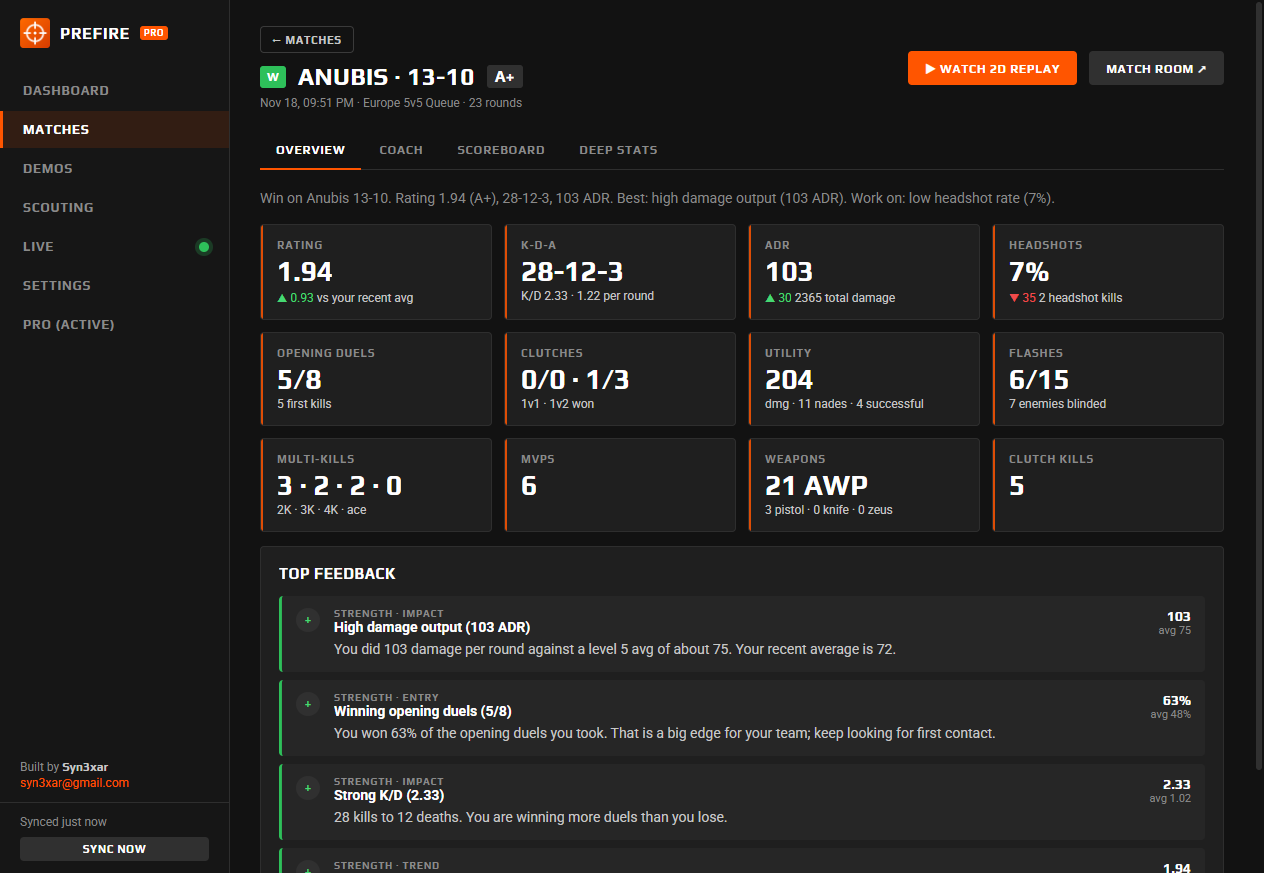 PREFIRE PRO
DASHBOARD
MATCHES
DEMOS
SCOUTING
LIVE
SETTINGS
PRO (ACTIVE)
Built by Syn3xar
syn3xar@gmail.com
Synced just now
SYNC NOW
← MATCHES
W ANUBIS · 13-10 A+
Nov 18, 09:51 PM · Europe 5v5 Queue · 23 rounds
▶ WATCH 2D REPLAY
MATCH ROOM ↗
OVERVIEW COACH SCOREBOARD DEEP STATS
Win on Anubis 13-10. Rating 1.94 (A+), 28-12-3, 103 ADR. Best: high damage output (103 ADR). Work on: low headshot rate (7%).
RATING
1.94
▲ 0.93 vs your recent avg
K-D-A
28-12-3
K/D 2.33 · 1.22 per round
ADR
103
▲ 30 2365 total damage
HEADSHOTS
7%
▼ 35 2 headshot kills
OPENING DUELS
5/8
5 first kills
CLUTCHES
0/0 · 1/3
1v1 · 1v2 won
UTILITY
204
dmg · 11 nades · 4 successful
FLASHES
6/15
7 enemies blinded
MULTI-KILLS
3 · 2 · 2 · 0
2K · 3K · 4K · ace
MVPS
6
WEAPONS
21 AWP
3 pistol · 0 knife · 0 zeus
CLUTCH KILLS
5
TOP FEEDBACK
+
STRENGTH · IMPACT
High damage output (103 ADR)
You did 103 damage per round against a level 5 avg of about 75. Your recent average is 72.
103
avg 75
+
STRENGTH · ENTRY
Winning opening duels (5/8)
You won 63% of the opening duels you took. That is a big edge for your team; keep looking for first contact.
63%
avg 48%
+
STRENGTH · IMPACT
Strong K/D (2.33)
28 kills to 12 deaths. You are winning more duels than you lose.
2.33
avg 1.02
+
STRENGTH · TREND
1.94